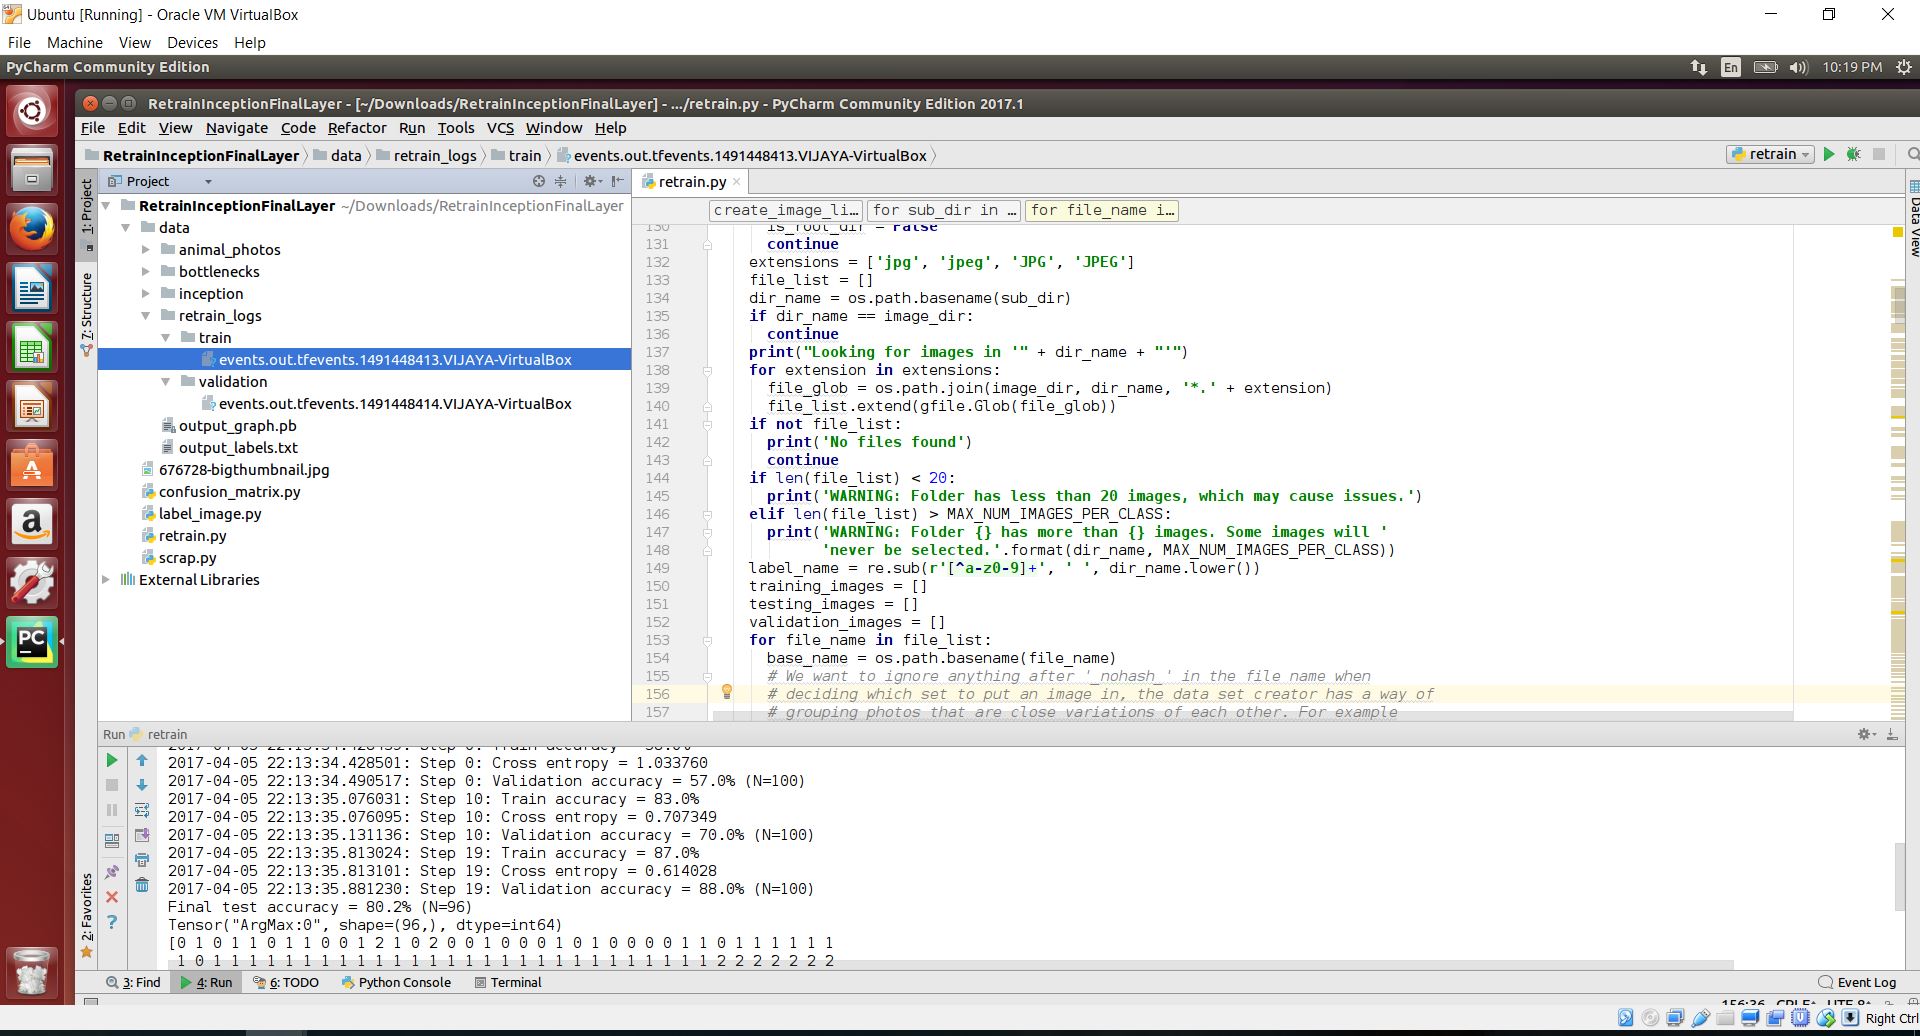 Ubuntu [Running] - Oracle VM VirtualBox
File Machine View Devices Help
PyCharm Community Edition
En 10:19 PM
RetrainInceptionFinalLayer - [~/Downloads/RetrainInceptionFinalLayer] - .../retrain.py - PyCharm Community Edition 2017.1
File Edit View Navigate Code Refactor Run Tools VCS Window Help
RetrainInceptionFinalLayer data retrain_logs train events.out.tfevents.1491448413.VIJAYA-VirtualBox
retrain
1: Project
7: Structure
2: Favorites
Data View
Project
RetrainInceptionFinalLayer ~/Downloads/RetrainInceptionFinalLayer
data
animal_photos
bottlenecks
inception
retrain_logs
train
events.out.tfevents.1491448413.VIJAYA-VirtualBox
validation
events.out.tfevents.1491448414.VIJAYA-VirtualBox
output_graph.pb
output_labels.txt
676728-bigthumbnail.jpg
confusion_matrix.py
label_image.py
retrain.py
scrap.py
External Libraries
retrain.py
create_image_li… for sub_dir in … for file_name i…
130 is_root_dir = False
131 continue
132 extensions = ['jpg', 'jpeg', 'JPG', 'JPEG']
133 file_list = []
134 dir_name = os.path.basename(sub_dir)
135 if dir_name == image_dir:
136 continue
137 print("Looking for images in '" + dir_name + "'")
138 for extension in extensions:
139 file_glob = os.path.join(image_dir, dir_name, '*.' + extension)
140 file_list.extend(gfile.Glob(file_glob))
141 if not file_list:
142 print('No files found')
143 continue
144 if len(file_list) < 20:
145 print('WARNING: Folder has less than 20 images, which may cause issues.')
146 elif len(file_list) > MAX_NUM_IMAGES_PER_CLASS:
147 print('WARNING: Folder {} has more than {} images. Some images will '
148 'never be selected.'.format(dir_name, MAX_NUM_IMAGES_PER_CLASS))
149 label_name = re.sub(r'[^a-z0-9]+', ' ', dir_name.lower())
150 training_images = []
151 testing_images = []
152 validation_images = []
153 for file_name in file_list:
154 base_name = os.path.basename(file_name)
155 # We want to ignore anything after '_nohash_' in the file name when
156 # deciding which set to put an image in, the data set creator has a way of
157 # grouping photos that are close variations of each other. For example
Run retrain
2017-04-05 22:13:34.428501: Step 0: Cross entropy = 1.033760
2017-04-05 22:13:34.490517: Step 0: Validation accuracy = 57.0% (N=100)
2017-04-05 22:13:35.076031: Step 10: Train accuracy = 83.0%
2017-04-05 22:13:35.076095: Step 10: Cross entropy = 0.707349
2017-04-05 22:13:35.131136: Step 10: Validation accuracy = 70.0% (N=100)
2017-04-05 22:13:35.813024: Step 19: Train accuracy = 87.0%
2017-04-05 22:13:35.813101: Step 19: Cross entropy = 0.614028
2017-04-05 22:13:35.881230: Step 19: Validation accuracy = 88.0% (N=100)
Final test accuracy = 80.2% (N=96)
Tensor("ArgMax:0", shape=(96,), dtype=int64)
[0 1 0 1 1 0 1 1 0 0 1 2 1 0 2 0 0 1 0 0 0 1 0 1 0 0 0 0 1 1 0 1 1 1 1 1 1
1 0 1 1 1 1 1 1 1 1 1 1 1 1 1 1 1 1 1 1 1 1 1 1 1 1 1 1 1 1 2 2 2 2 2 2 2
3: Find 4: Run 6: TODO Python Console Terminal Event Log
Right Ctrl